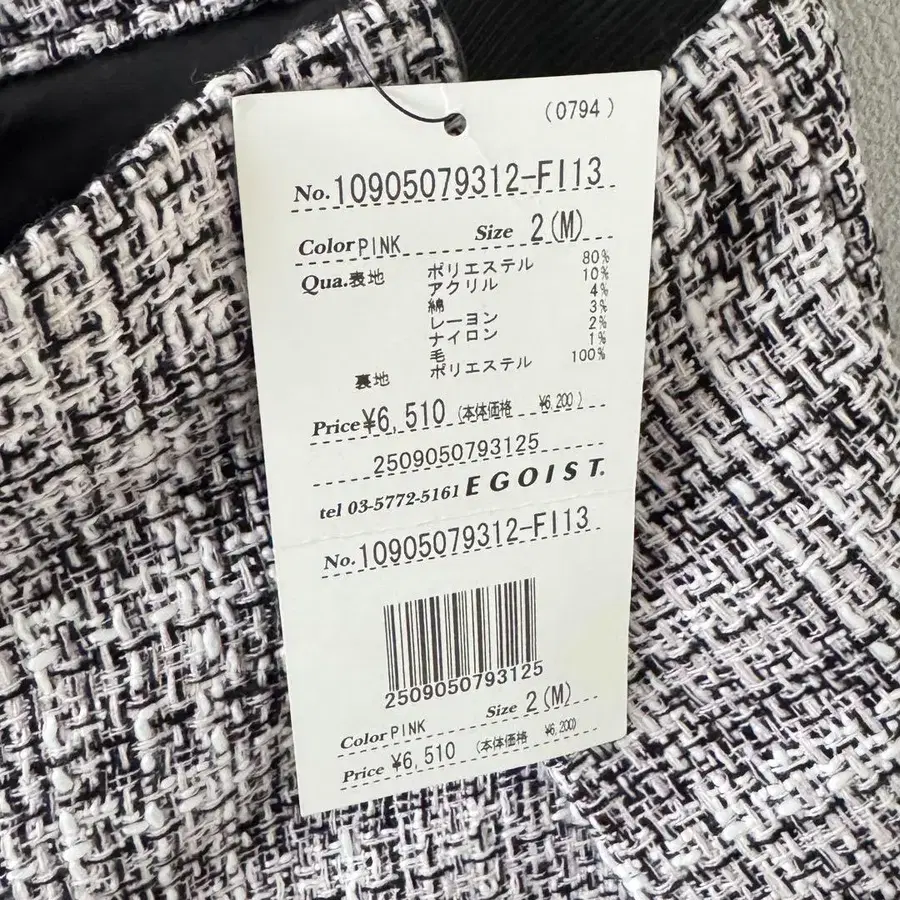 (0794)
No. 10905079312-FI13
Color PINK Size 2(M)
Qua. 表地 ポリエステル 80%
アクリル 10%
綿 4%
レーヨン 3%
ナイロン 2%
毛 1%
裏地 ポリエステル 100%
Price ¥6,510 (本体価格 ¥6,200)
2509050793125
tel 03-5772-5161 EGOIST.
No. 10905079312-FI13
2509050793125
Color PINK Size 2(M)
Price ¥6,510 (本体価格 ¥6,200)